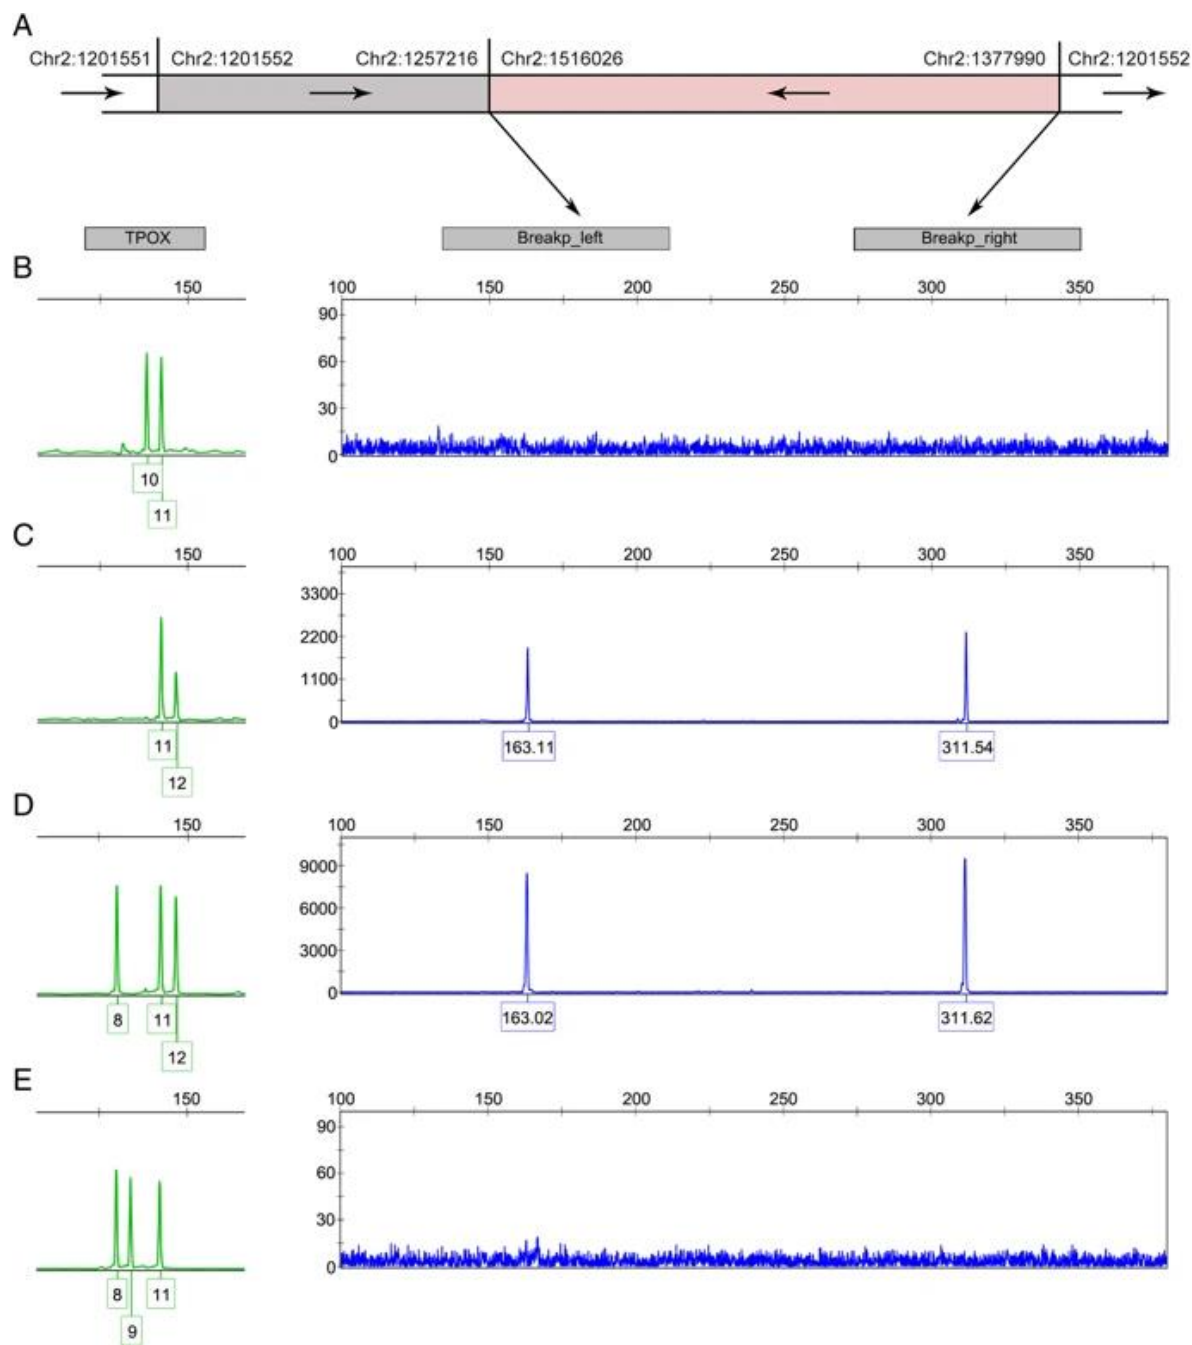 A
Chr2:1201551 Chr2:1201552 Chr2:1257216 Chr2:1516026 Chr2:1377990 Chr2:1201552
TPOX Breakp_left Breakp_right
B
150 100 150 200 250 300 350
90
60
30
0
10
11
C
150 100 150 200 250 300 350
3300
2200
1100
0
11 163.11 311.54
12
D
150 100 150 200 250 300 350
9000
6000
3000
0
8 11 163.02 311.62
12
E
150 100 150 200 250 300 350
90
60
30
0
8 11
9